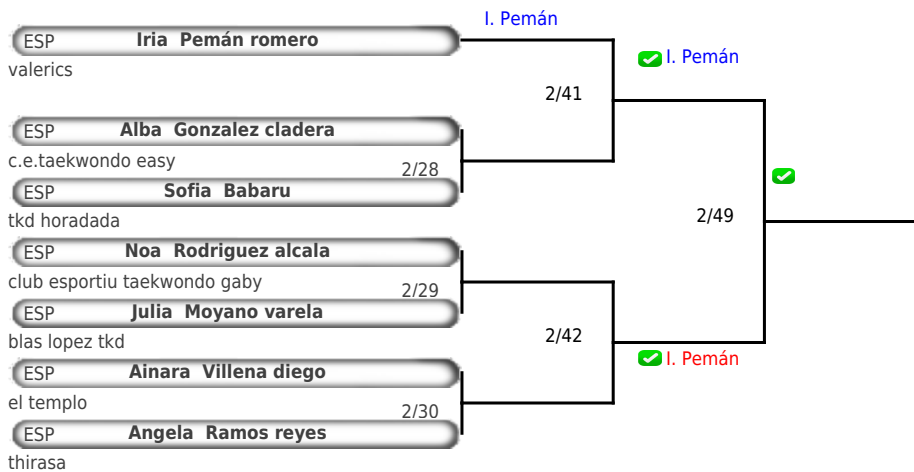 I. Pemán
ESP Iria Pemán romero
valerics
I. Pemán
2/41
ESP Alba Gonzalez cladera
c.e.taekwondo easy
2/28
ESP Sofia Babaru
tkd horadada
2/49
ESP Noa Rodriguez alcala
club esportiu taekwondo gaby
2/29
ESP Julia Moyano varela
blas lopez tkd
2/42
I. Pemán
ESP Ainara Villena diego
el templo
2/30
ESP Angela Ramos reyes
thirasa